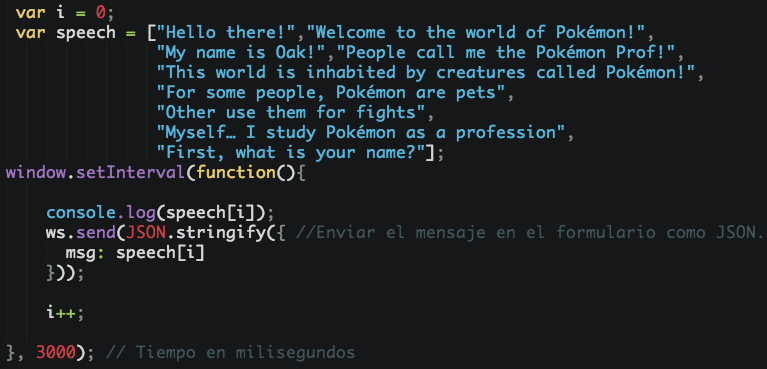 var i = 0;
var speech = ["Hello there!","Welcome to the world of Pokémon!",
"My name is Oak!","People call me the Pokémon Prof!",
"This world is inhabited by creatures called Pokémon!",
"For some people, Pokémon are pets",
"Other use them for fights",
"Myself… I study Pokémon as a profession",
"First, what is your name?"];
window.setInterval(function(){
console.log(speech[i]);
ws.send(JSON.stringify({ //Enviar el mensaje en el formulario como JSON.
msg: speech[i]
}));
i++;
}, 3000); // Tiempo en milisegundos